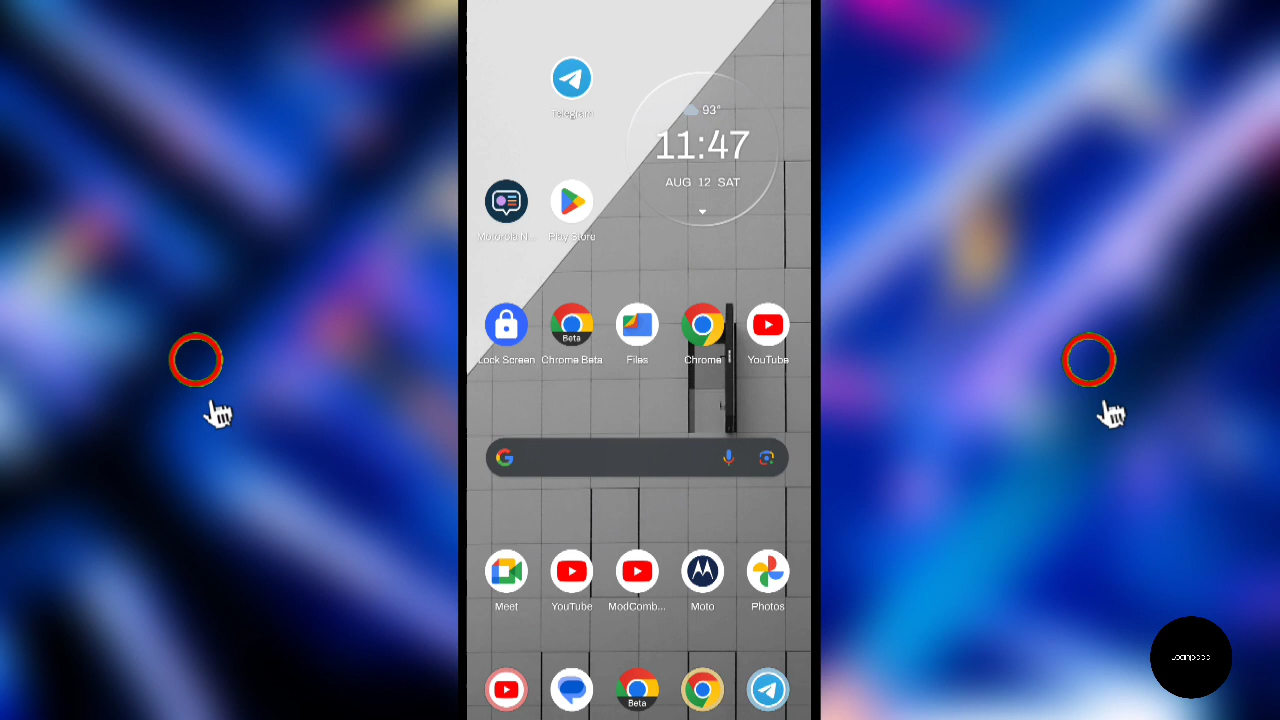 Telegram
93°
11:47
AUG 12 SAT
Motorola N...
Play Store
Lock Screen
Beta
Chrome Beta
Files
Chrome
YouTube
Meet
YouTube
ModComb...
Moto
Photos
Beta